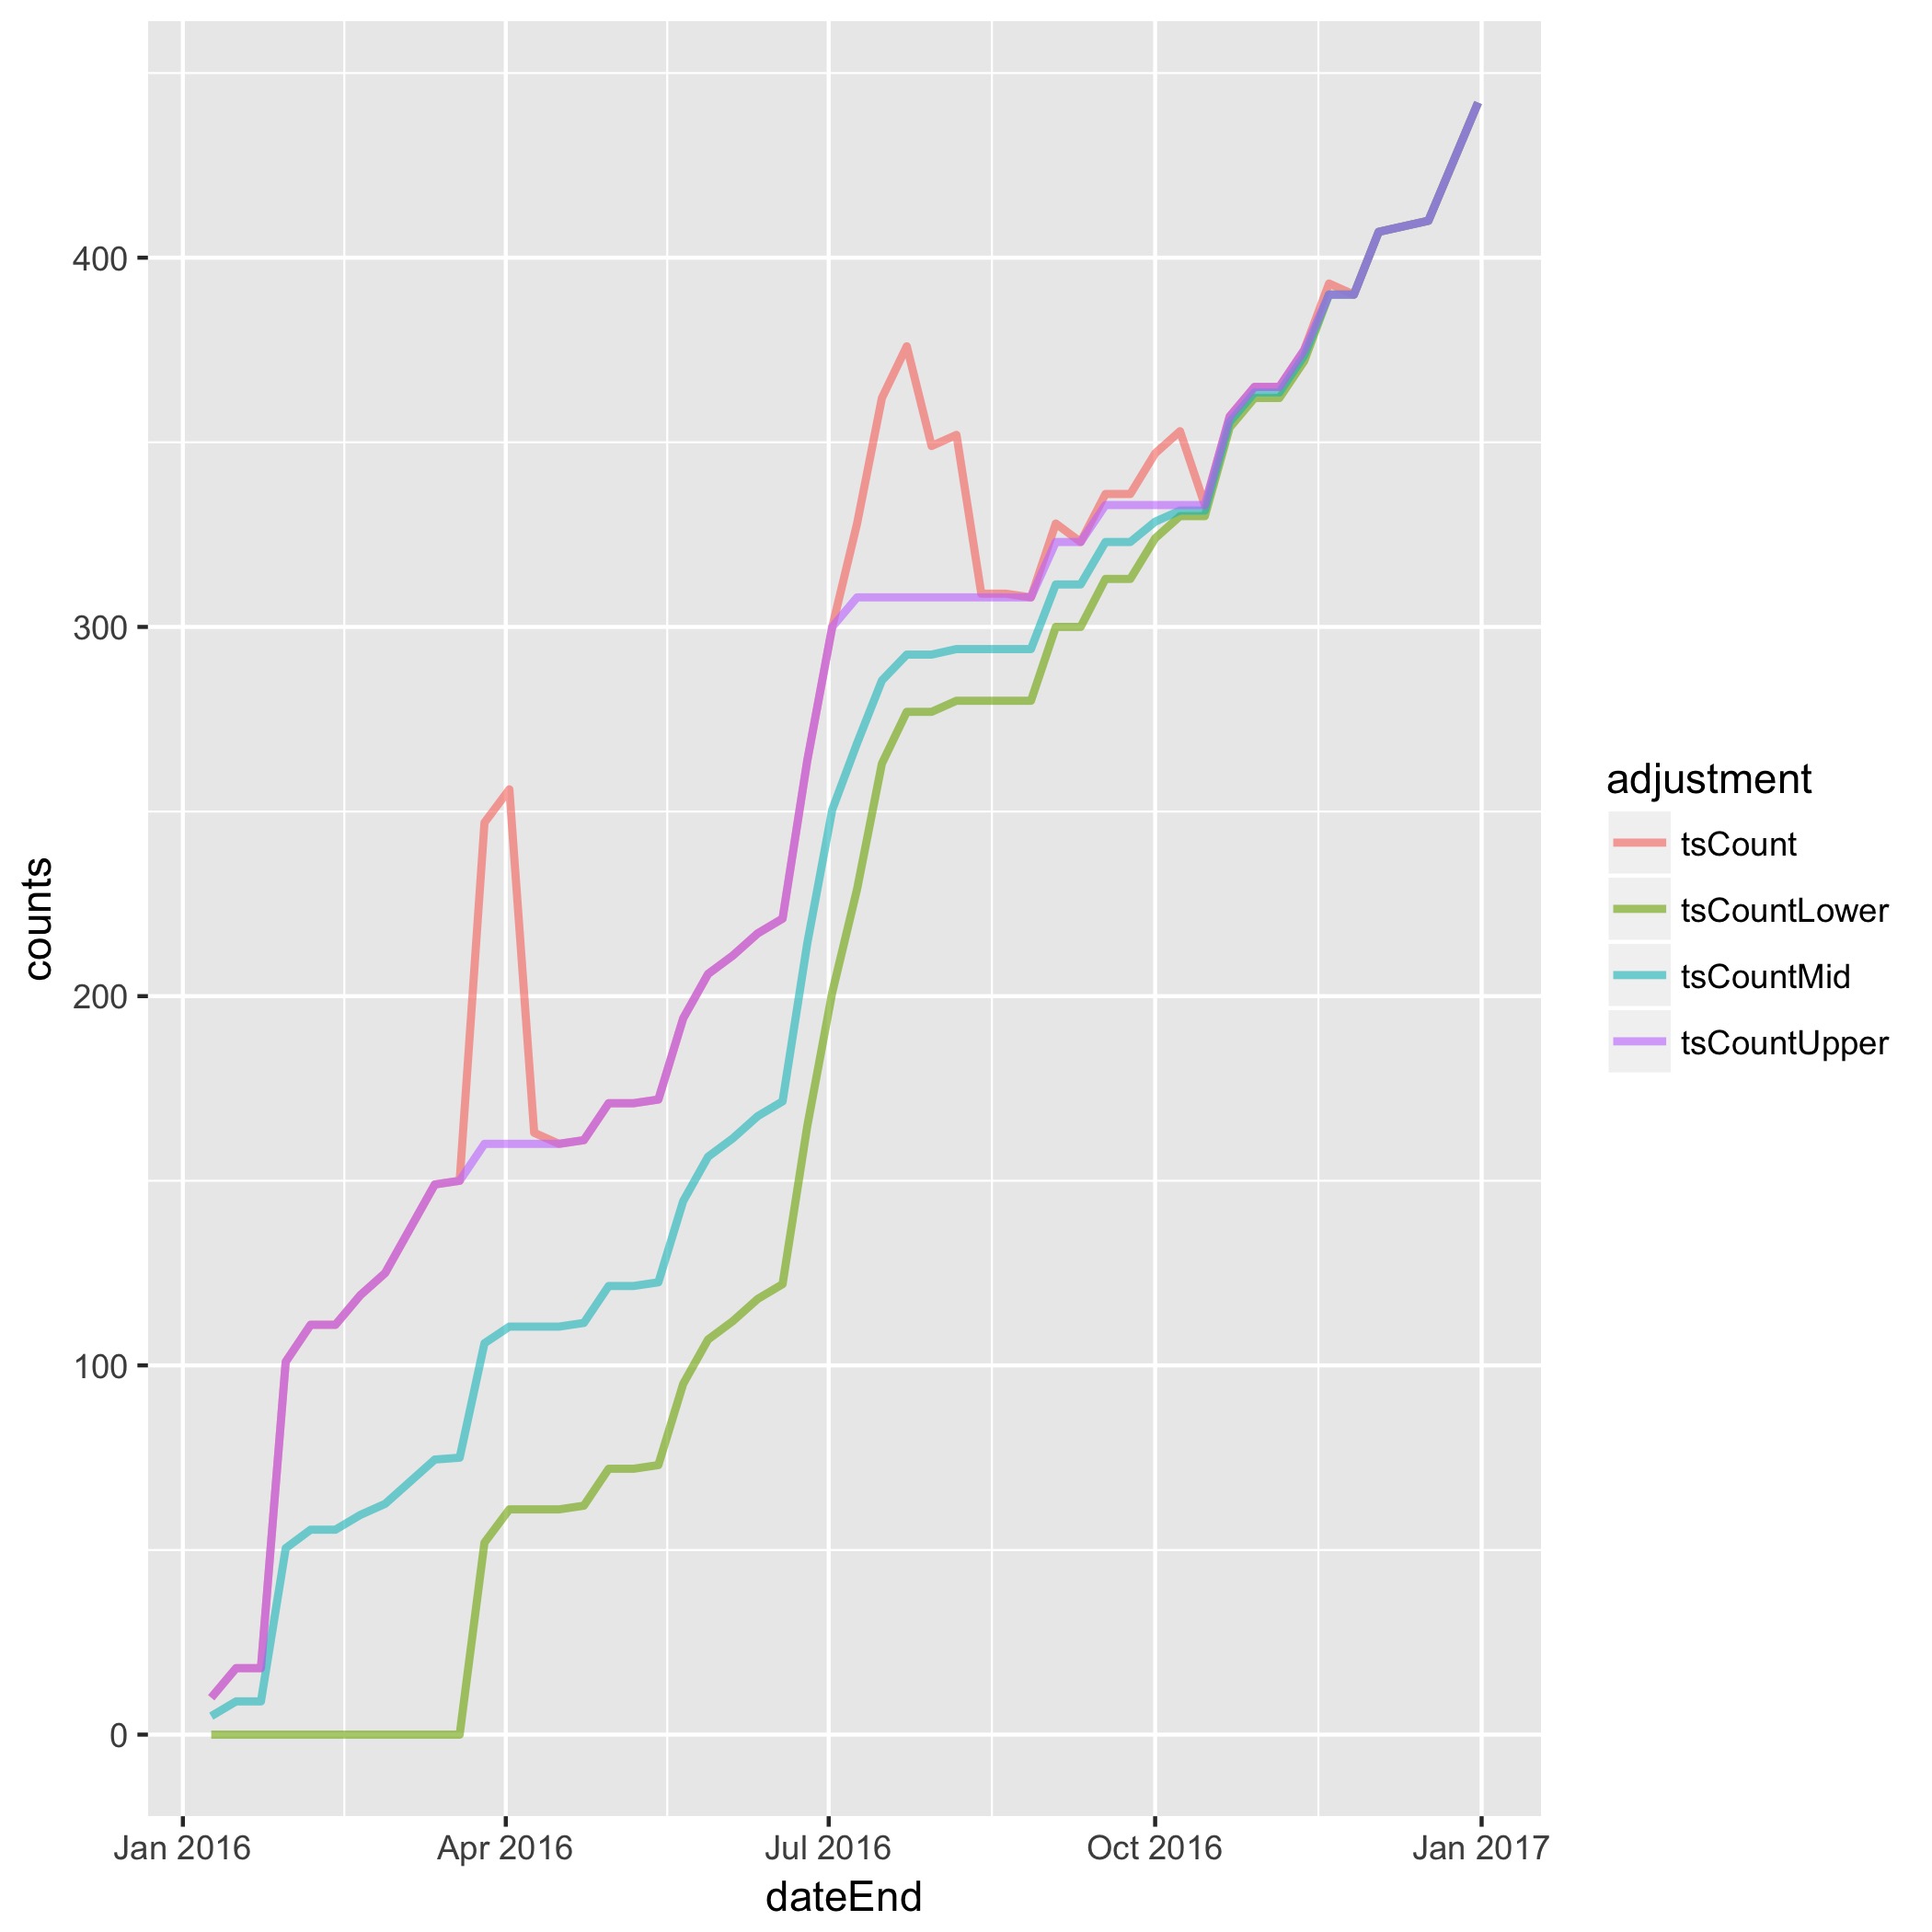 400
300
200
100
0
counts
Jan 2016
Apr 2016
Jul 2016
Oct 2016
Jan 2017
dateEnd
adjustment
tsCount
tsCountLower
tsCountMid
tsCountUpper